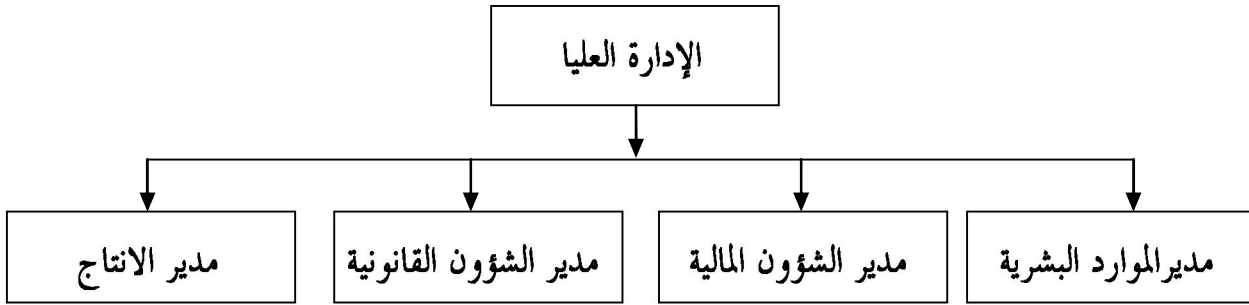 الإدارة العليا
مديرالموارد البشرية
مدير الشؤون المالية
مدير الشؤون القانونية
مدير الانتاج